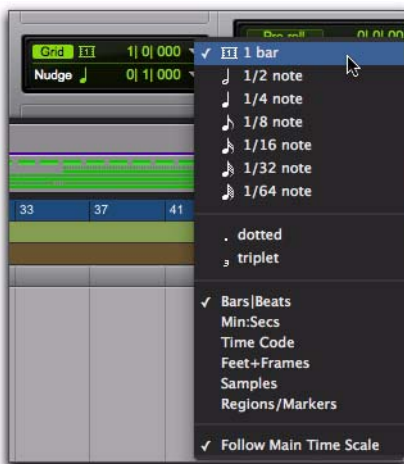 Pre-roll
Grid 1| 0| 000
Nudge 0| 1| 000
✓ 1 bar
1/2 note
1/4 note
1/8 note
1/16 note
1/32 note
1/64 note
. dotted
3 triplet
✓ Bars|Beats
Min:Secs
Time Code
Feet+Frames
Samples
Regions/Markers
✓ Follow Main Time Scale
33 37 41